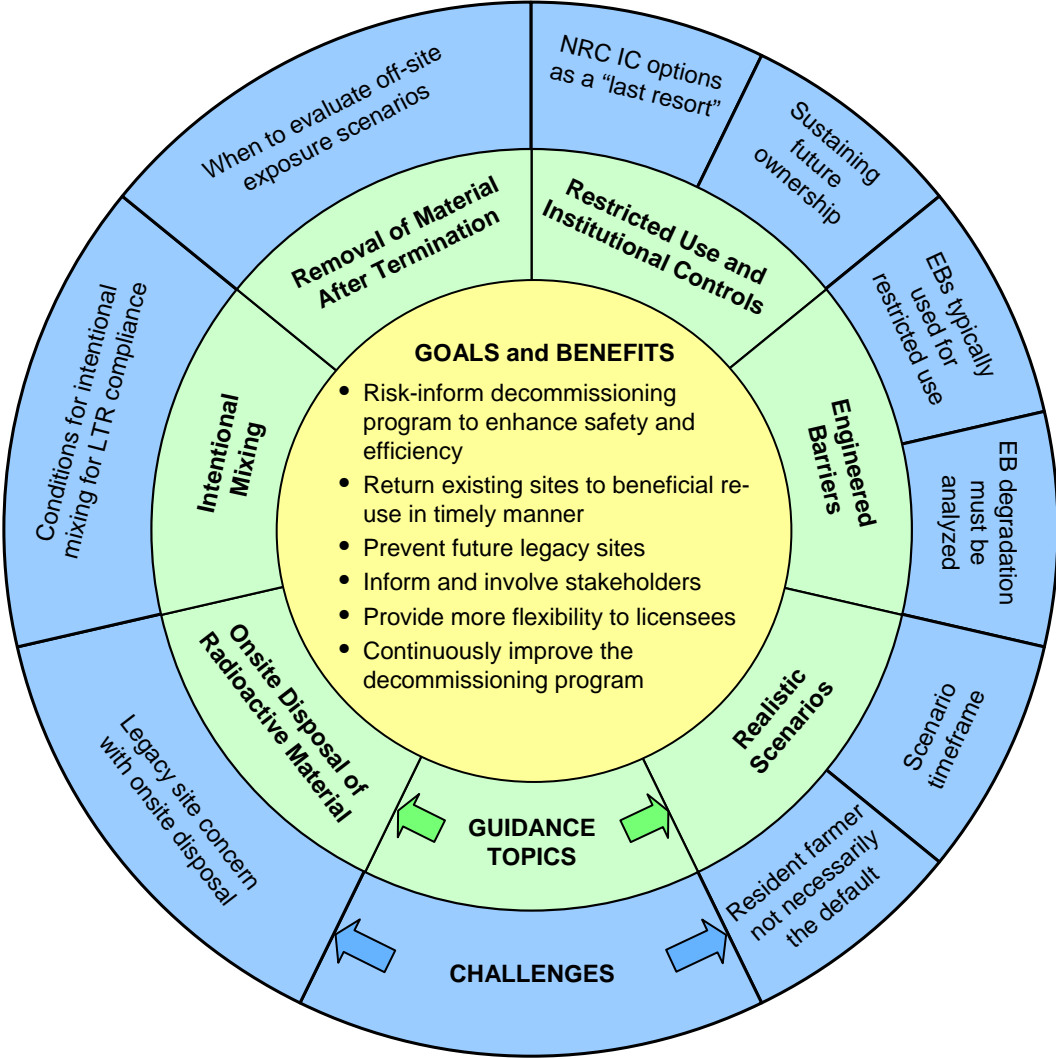 GOALS and BENEFITS
• Risk-inform decommissioning
program to enhance safety and
efficiency
• Return existing sites to beneficial re-
use in timely manner
• Prevent future legacy sites
• Inform and involve stakeholders
• Provide more flexibility to licensees
• Continuously improve the
decommissioning program
GUIDANCE
TOPICS
Onsite Disposal of
Radioactive Material
Intentional
Mixing
Removal of Material
After Termination
Restricted Use and
Institutional Controls
Engineered
Barriers
Realistic
Scenarios
CHALLENGES
Legacy site concern
with onsite disposal
Conditions for intentional
mixing for LTR compliance
When to evaluate off-site
exposure scenarios
NRC IC options
as a “last resort”
Sustaining
future
ownership
EBs typically
used for
restricted use
EB degradation
must be
analyzed
Scenario
timeframe
Resident farmer
not necessarily
the default